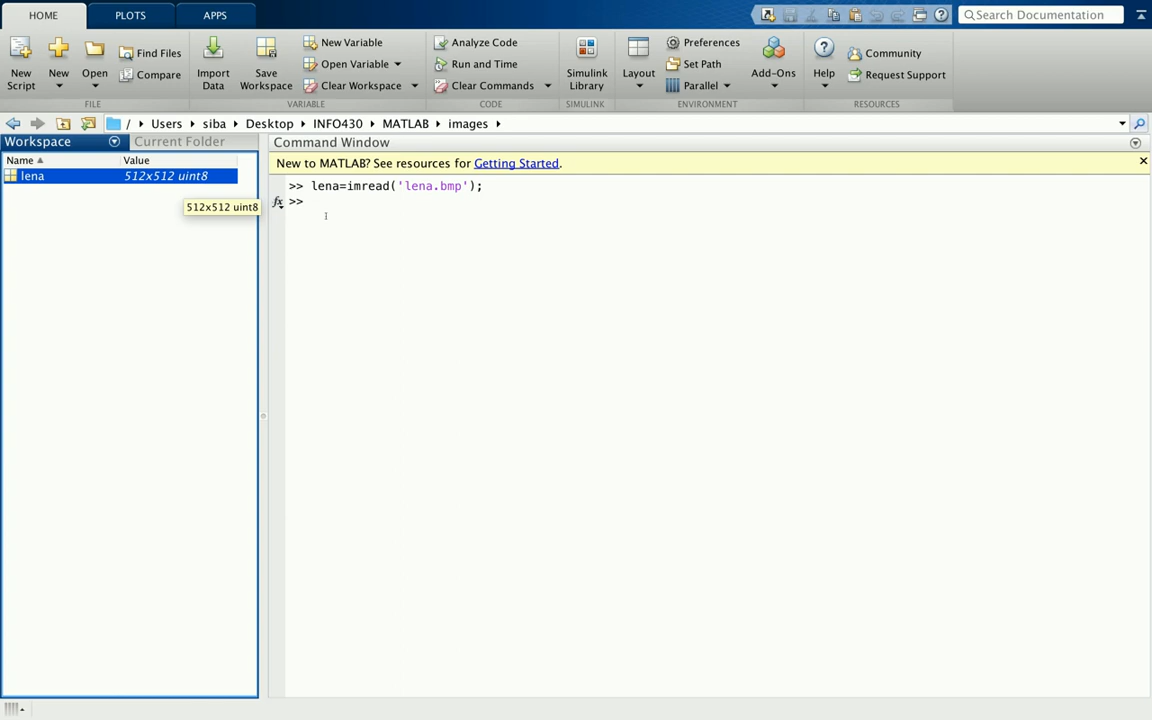 HOME PLOTS APPS Search Documentation
New Script New Open Find Files Compare Import Data Save Workspace New Variable Open Variable Clear Workspace Analyze Code Run and Time Clear Commands Simulink Library Layout Preferences Set Path Parallel Add-Ons Help Community Request Support
FILE VARIABLE CODE SIMULINK ENVIRONMENT RESOURCES
/ Users siba Desktop INFO430 MATLAB images
Workspace Current Folder Command Window
Name Value
lena 512x512 uint8
512x512 uint8
New to MATLAB? See resources for Getting Started.
>> lena=imread('lena.bmp');
fx >>